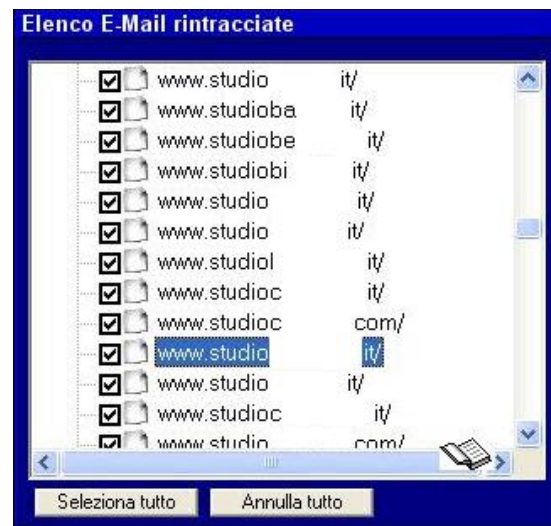 Elenco E-Mail rintracciate
www.studio it/
www.studioba it/
www.studiobe it/
www.studiobi it/
www.studio it/
www.studio it/
www.studiol it/
www.studioc it/
www.studioc com/
www.studio it/
www.studio it/
www.studioc it/
www.studio com/
Seleziona tutto Annulla tutto